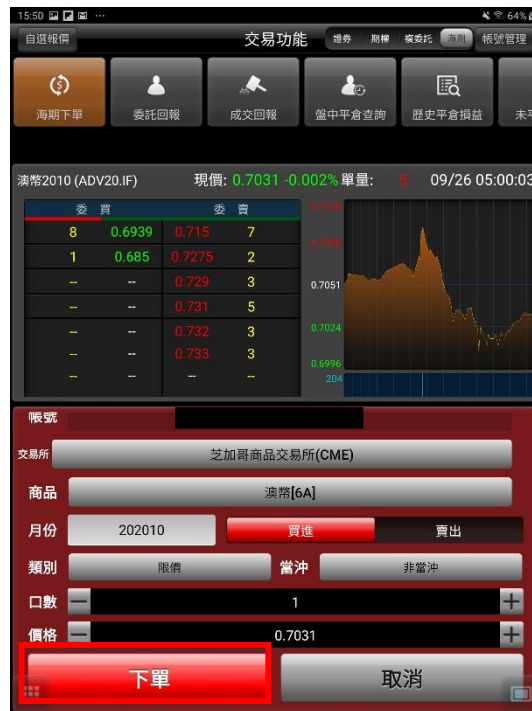 15:50 ... 64%
自選報價 交易功能 證券 期權 複委託 海期 帳號管理
海期下單 委託回報 成交回報 盤中平倉查詢 歷史平倉損益 未平
澳幣2010 (ADV20.IF) 現價: 0.7031 -0.002% 單量: 5 09/26 05:00:03
委 買 委 賣
8 0.6939 0.715 7
1 0.685 0.7275 2
-- -- 0.729 3
0.7051
-- -- 0.731 5
-- -- 0.732 3
0.7024
-- -- 0.733 3
0.6996
-- -- -- --
204
帳號
交易所 芝加哥商品交易所(CME)
商品 澳幣[6A]
月份 202010 買進 賣出
類別 限價 當沖 非當沖
口數 − 1 +
價格 − 0.7031 +
下單 取消